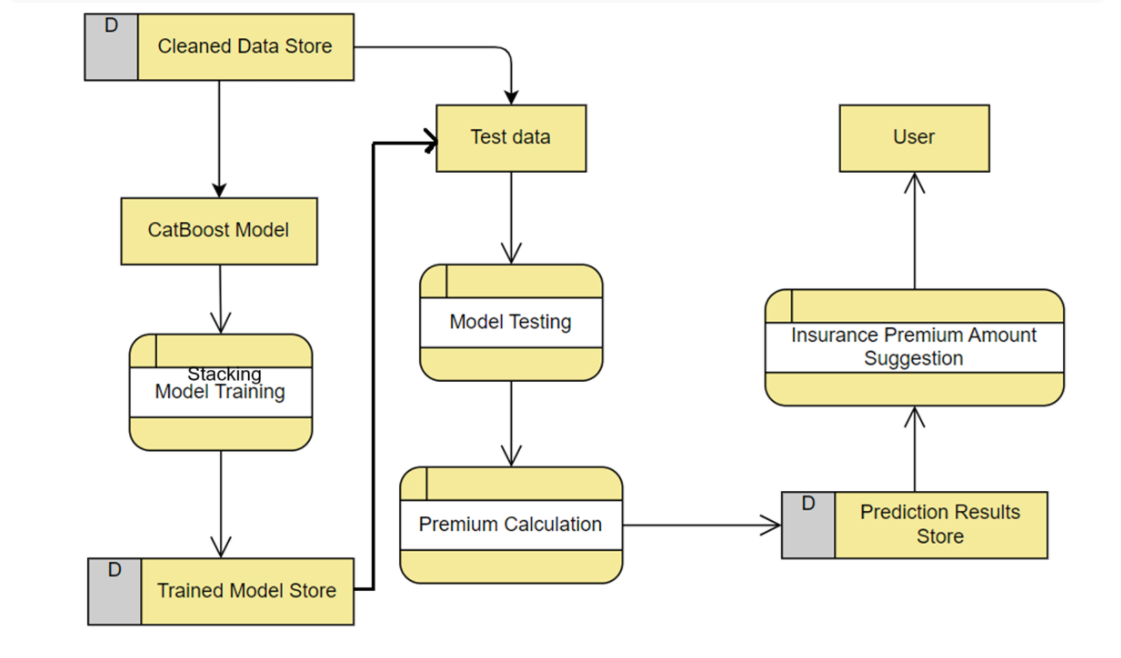 D
Cleaned Data Store
CatBoost Model
Stacking
Model Training
D
Trained Model Store
Test data
Model Testing
Premium Calculation
User
Insurance Premium Amount
Suggestion
D
Prediction Results
Store